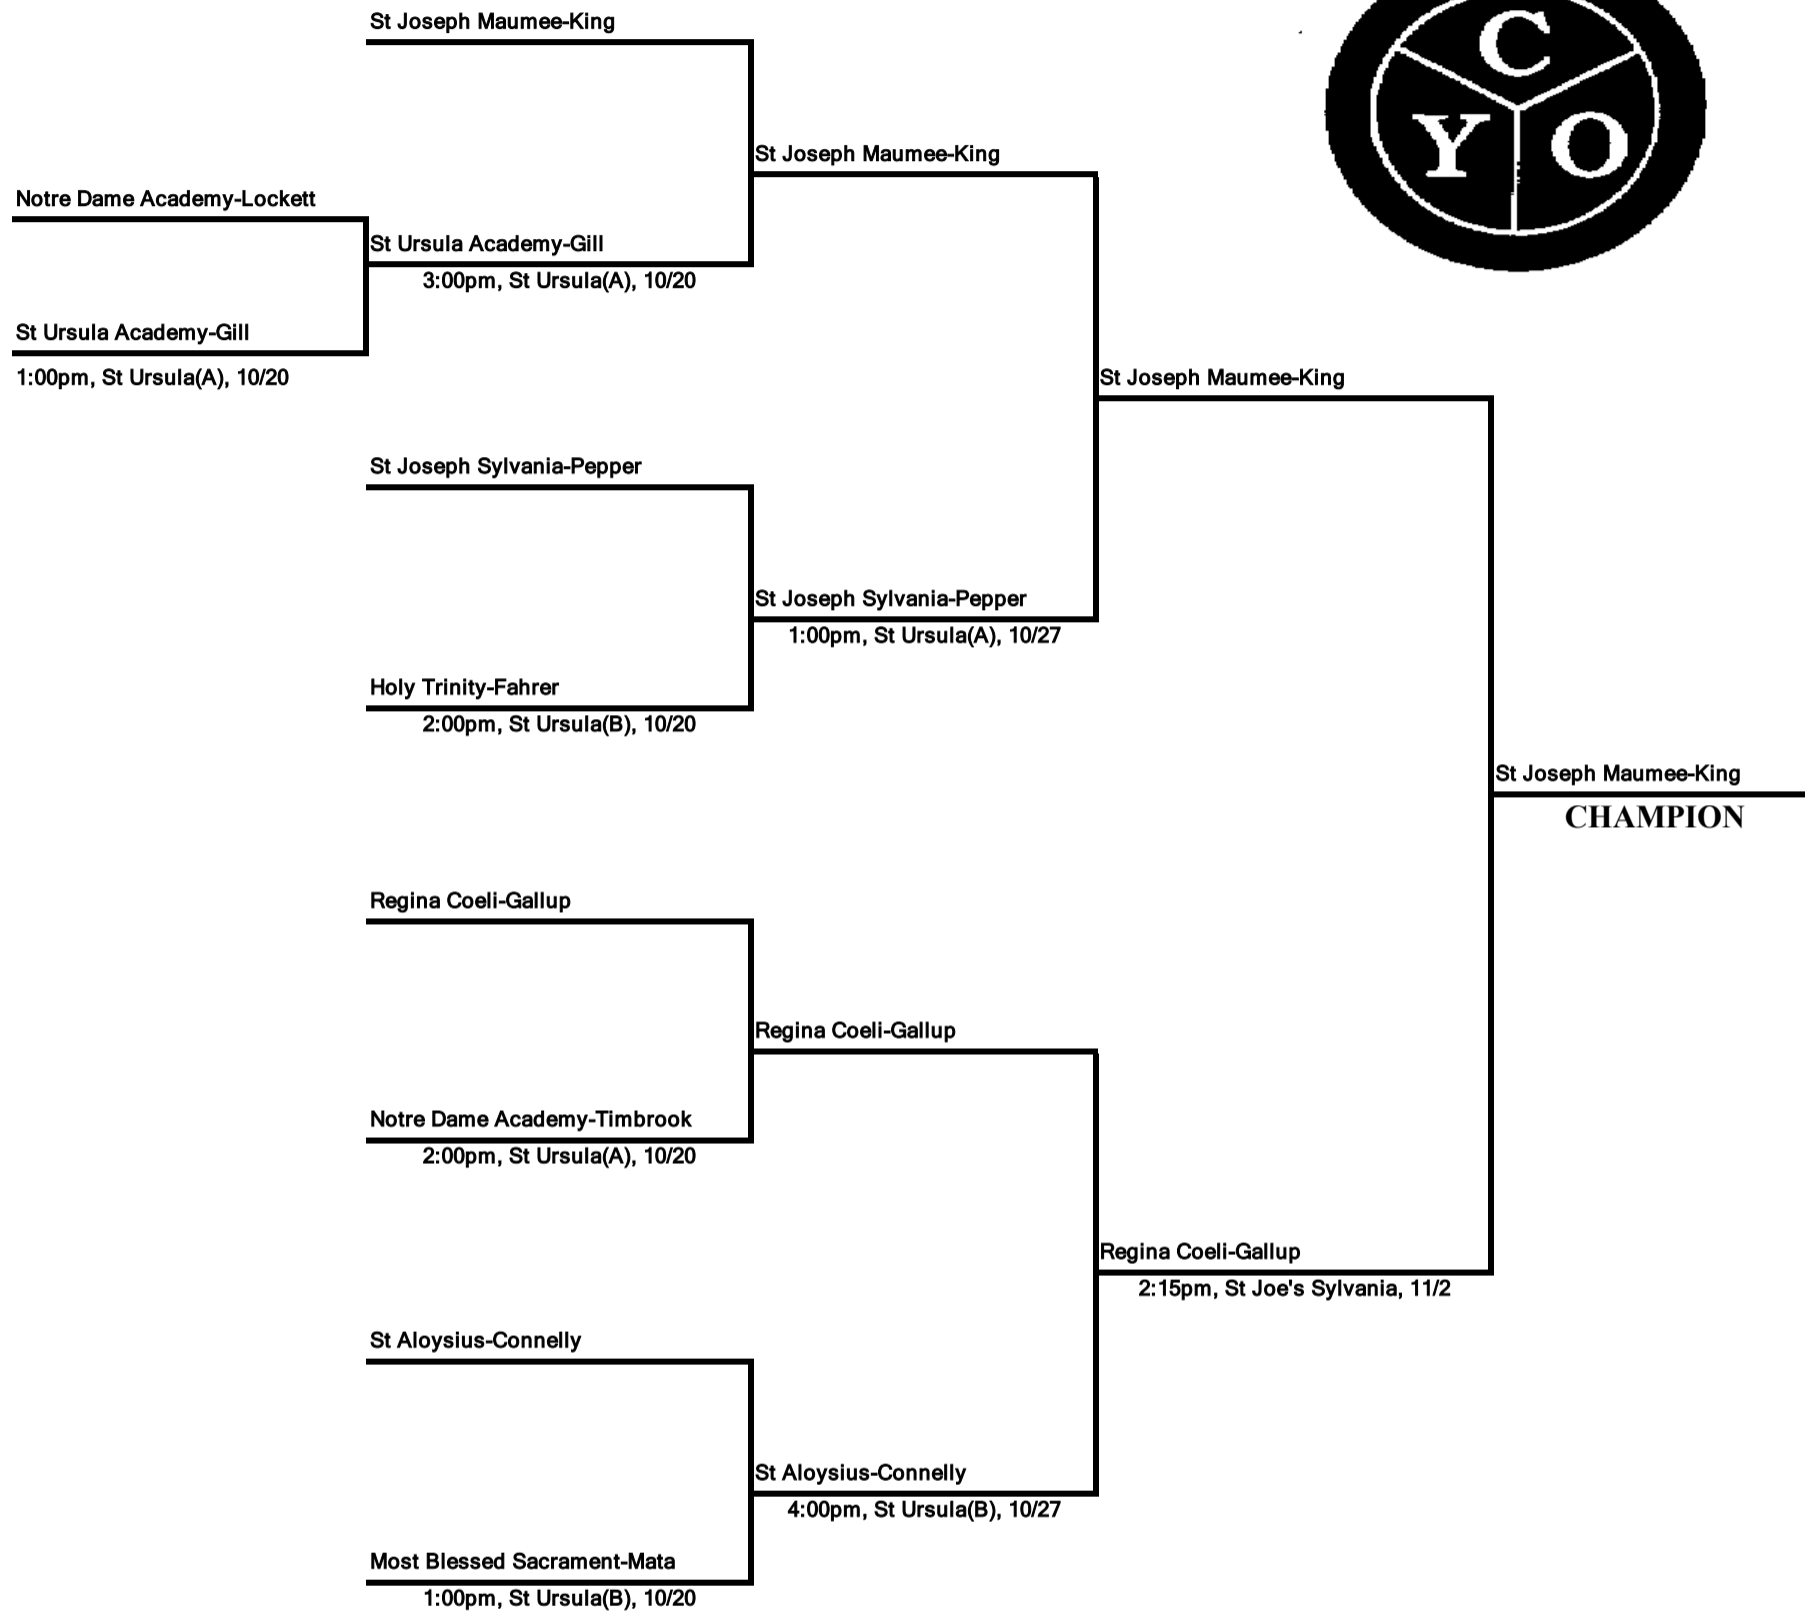 St Joseph Maumee-King
C
Y O
St Joseph Maumee-King
Notre Dame Academy-Lockett
St Ursula Academy-Gill
3:00pm, St Ursula(A), 10/20
St Ursula Academy-Gill
1:00pm, St Ursula(A), 10/20
St Joseph Maumee-King
St Joseph Sylvania-Pepper
St Joseph Sylvania-Pepper
1:00pm, St Ursula(A), 10/27
Holy Trinity-Fahrer
2:00pm, St Ursula(B), 10/20
St Joseph Maumee-King
CHAMPION
Regina Coeli-Gallup
Regina Coeli-Gallup
Notre Dame Academy-Timbrook
2:00pm, St Ursula(A), 10/20
Regina Coeli-Gallup
2:15pm, St Joe's Sylvania, 11/2
St Aloysius-Connelly
St Aloysius-Connelly
4:00pm, St Ursula(B), 10/27
Most Blessed Sacrament-Mata
1:00pm, St Ursula(B), 10/20